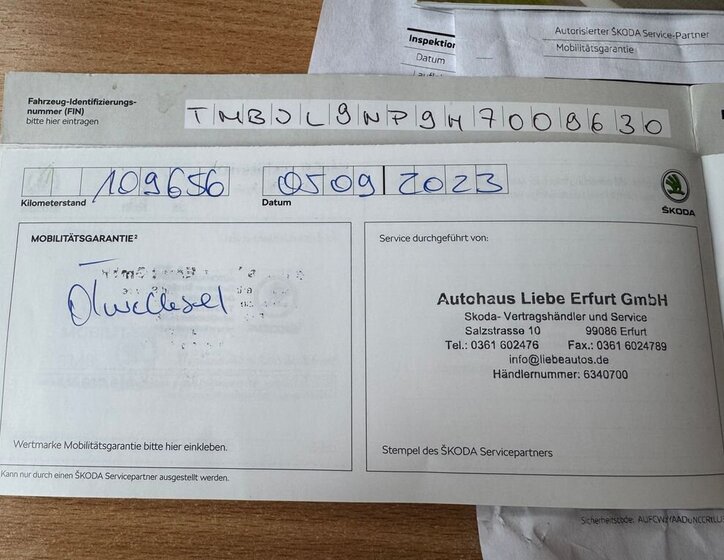 Autorisierter ŠKODA Service-Partner
Inspektion
Mobilitätsgarantie
Datum
Fahrzeug-Identifizierungs-
nummer (FIN)
bitte hier eintragen
TMBJL9NP9H7009630
109656
05 09 2023
Kilometerstand
Datum
ŠKODA
MOBILITÄTSGARANTIE²
Ölwechsel
Wertmarke Mobilitätsgarantie bitte hier einkleben.
Service durchgeführt von:
Autohaus Liebe Erfurt GmbH
Skoda- Vertragshändler und Service
Salzstrasse 10 99086 Erfurt
Tel.: 0361 602476 Fax.: 0361 6024789
info@liebeautos.de
Händlernummer: 6340700
Stempel des ŠKODA Servicepartners
Kann nur durch einen ŠKODA Servicepartner ausgestellt werden.
Sicherheitscode: